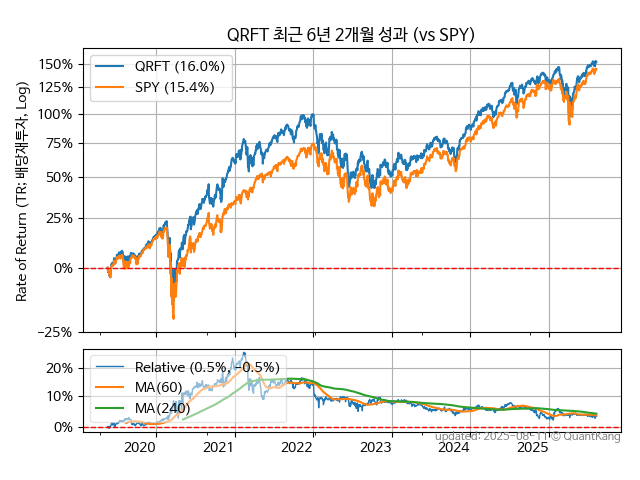 QRFT 최근 6년 2개월 성과 (vs SPY)
Rate of Return (TR: 배당재투자, Log)
150%
125%
100%
75%
50%
25%
0%
−25%
QRFT (16.0%)
SPY (15.4%)
20%
10%
0%
Relative (0.5%, −0.5%)
MA(60)
MA(240)
2020
2021
2022
2023
2024
2025
updated: 2025-08-11 © QuantKang